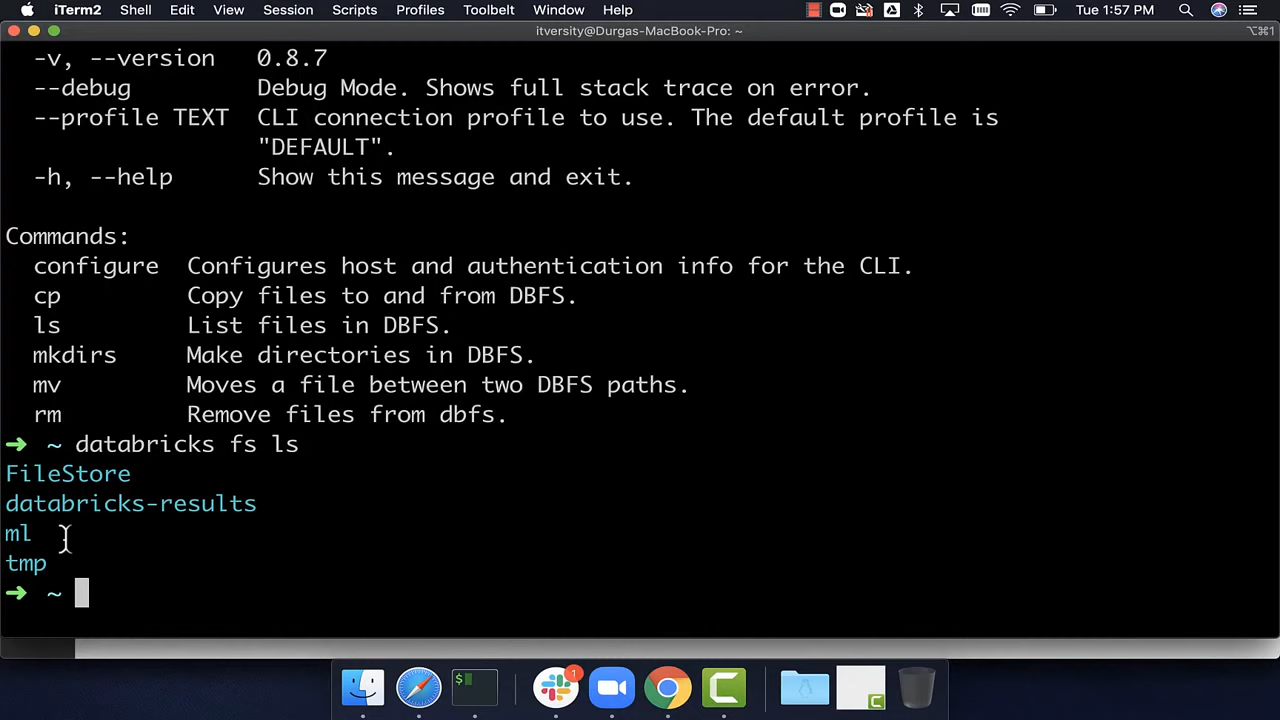 iTerm2 Shell Edit View Session Scripts Profiles Toolbelt Window Help Tue 1:57 PM
itversity@Durgas-MacBook-Pro: ~ ⌥⌘1
-v, --version 0.8.7
--debug Debug Mode. Shows full stack trace on error.
--profile TEXT CLI connection profile to use. The default profile is
"DEFAULT".
-h, --help Show this message and exit.
Commands:
configure Configures host and authentication info for the CLI.
cp Copy files to and from DBFS.
ls List files in DBFS.
mkdirs Make directories in DBFS.
mv Moves a file between two DBFS paths.
rm Remove files from dbfs.
➜ ~ databricks fs ls
FileStore
databricks-results
ml
tmp
➜ ~
$
1
C
C